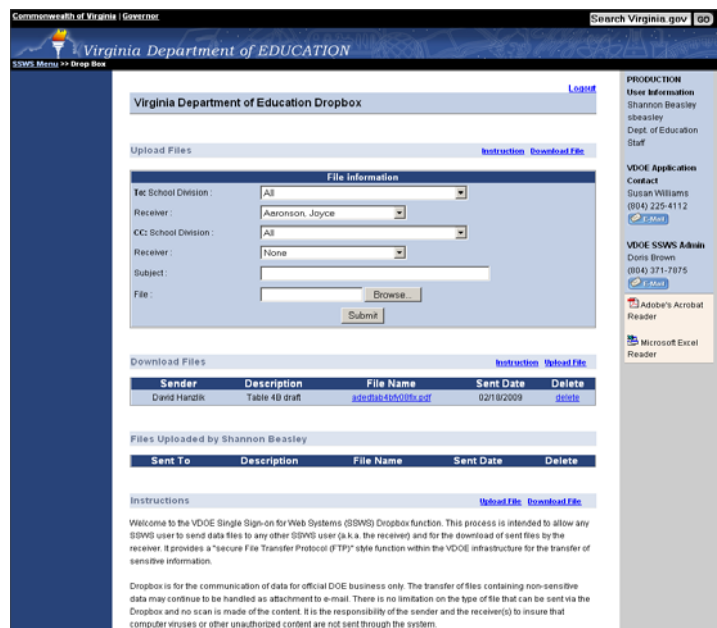 Commonwealth of Virginia | Governor
Search Virginia.gov GO
Virginia Department of EDUCATION
SSWS Menu >> Drop Box
Logout
Virginia Department of Education Dropbox
Upload Files Instruction Download File
File Information
To: School Division : All
Receiver : Aaronson, Joyce
CC: School Division : All
Receiver : None
Subject :
File : Browse...
Submit
Download Files Instruction Upload File
Sender Description File Name Sent Date Delete
David Hanzlik Table 4B draft adedtab4bfy00fix.pdf 02/18/2009 delete
Files Uploaded by Shannon Beasley
Sent To Description File Name Sent Date Delete
Instructions Upload File Download File
Welcome to the VDOE Single Sign-on for Web Systems (SSWS) Dropbox function. This process is intended to allow any
SSWS user to send data files to any other SSWS user (a.k.a. the receiver) and for the download of sent files by the
receiver. It provides a "secure File Transfer Protocol (FTP)" style function within the VDOE infrastructure for the transfer of
sensitive information.
Dropbox is for the communication of data for official DOE business only. The transfer of files containing non-sensitive
data may continue to be handled as attachment to e-mail. There is no limitation on the type of file that can be sent via the
Dropbox and no scan is made of the content. It is the responsibility of the sender and the receiver(s) to insure that
computer viruses or other unauthorized content are not sent through the system.
PRODUCTION
User Information
Shannon Beasley
sbeasley
Dept. of Education
Staff
VDOE Application
Contact
Susan Williams
(804) 225-4112
E-Mail
VDOE SSWS Admin
Doris Brown
(804) 371-7875
E-Mail
Adobe's Acrobat
Reader
Microsoft Excel
Reader